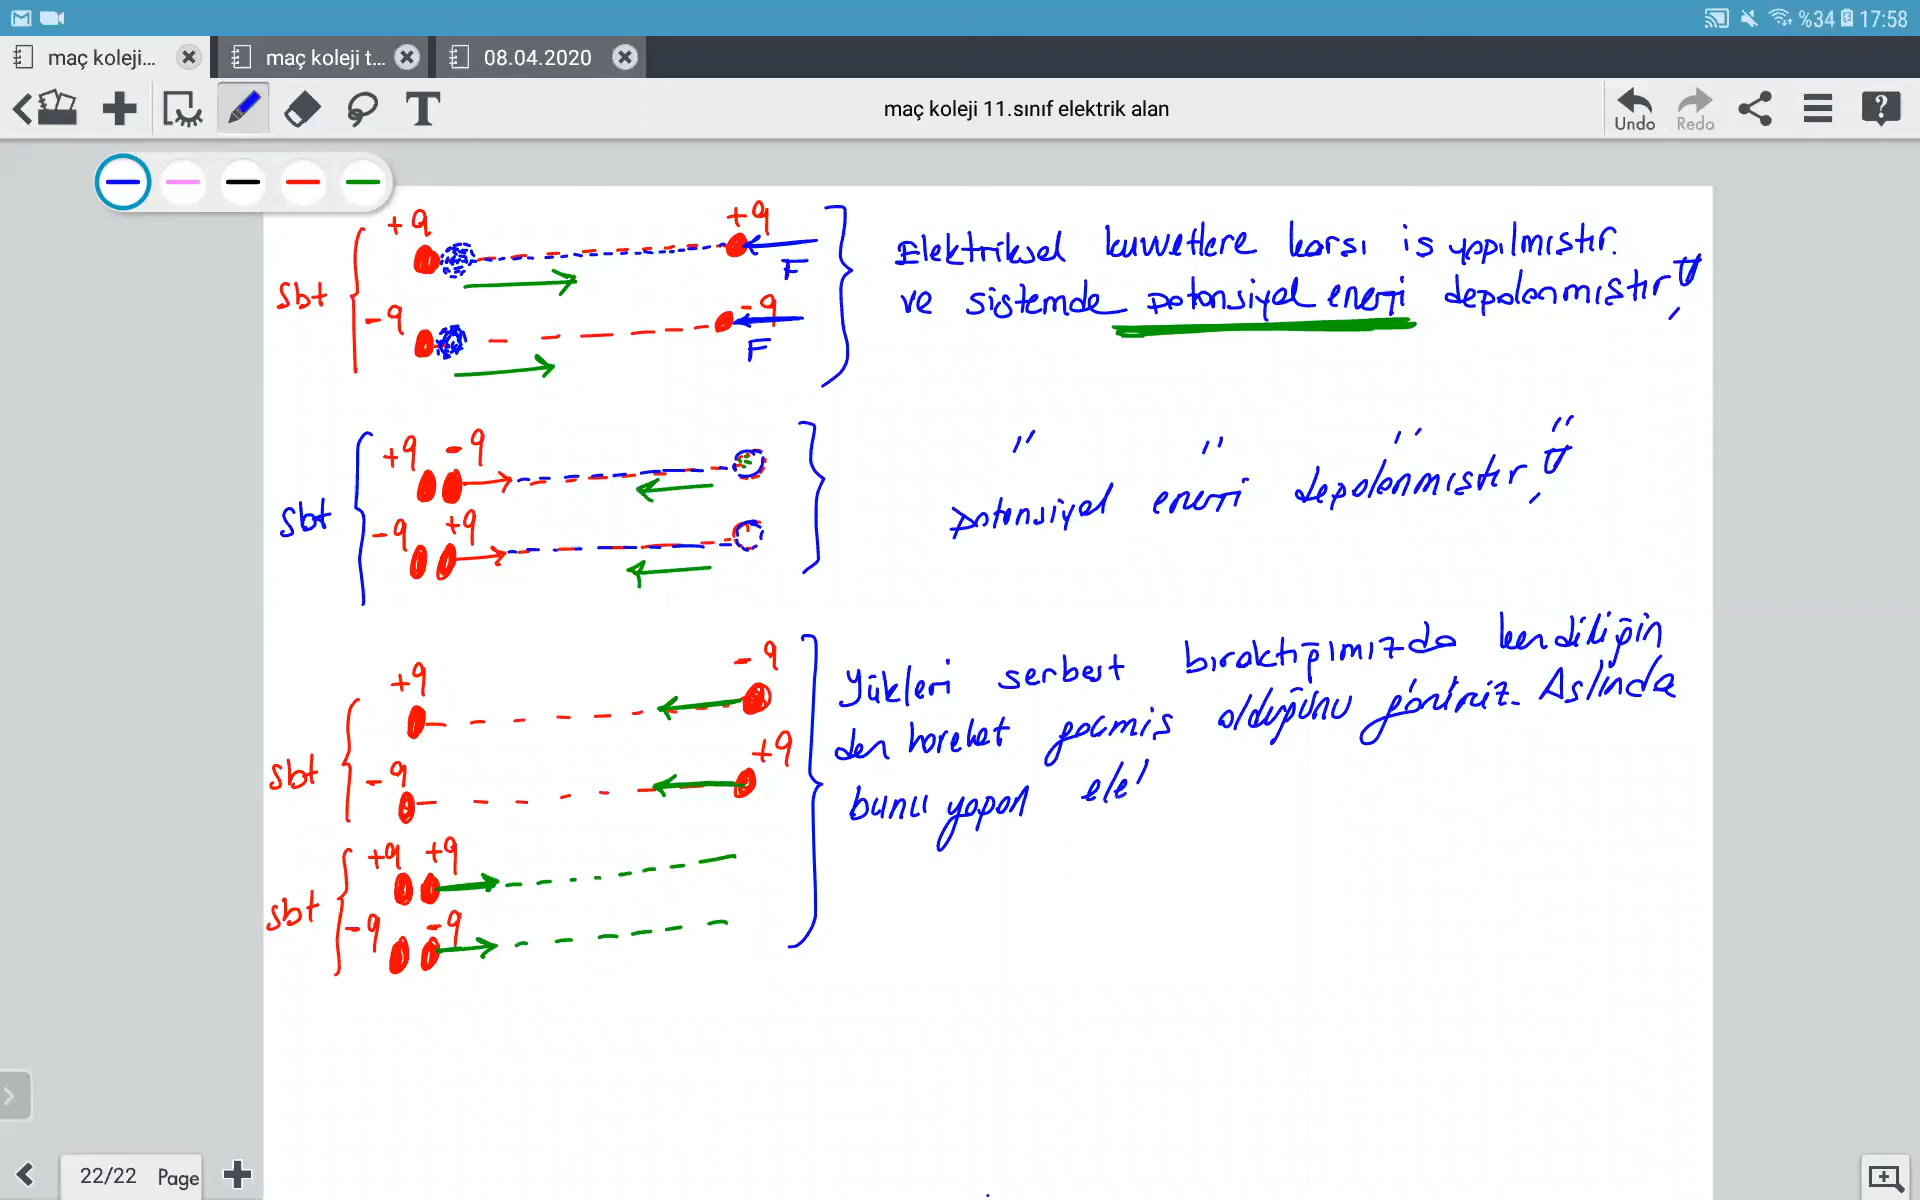 %34 17:58
maç koleji...
maç koleji t...
08.04.2020
T
maç koleji 11.sınıf elektrik alan
Undo
Redo
+q +q
F
sbt
-q -q
F
Elektriksel kuvvetlere karşı iş yapılmıştır.
ve sistemde potansiyel enerji depolanmıştır.
+q -q
sbt
-q +q
" " " "
potansiyel enerji depolanmıştır.
+q -q
sbt
-q +q
+q +q
sbt
-q -q
Yükleri serbest bıraktığımızda kendiliğin
den hareket geçmiş olduğunu görürüz. Aslında
bunu yapan ele
22/22 Page